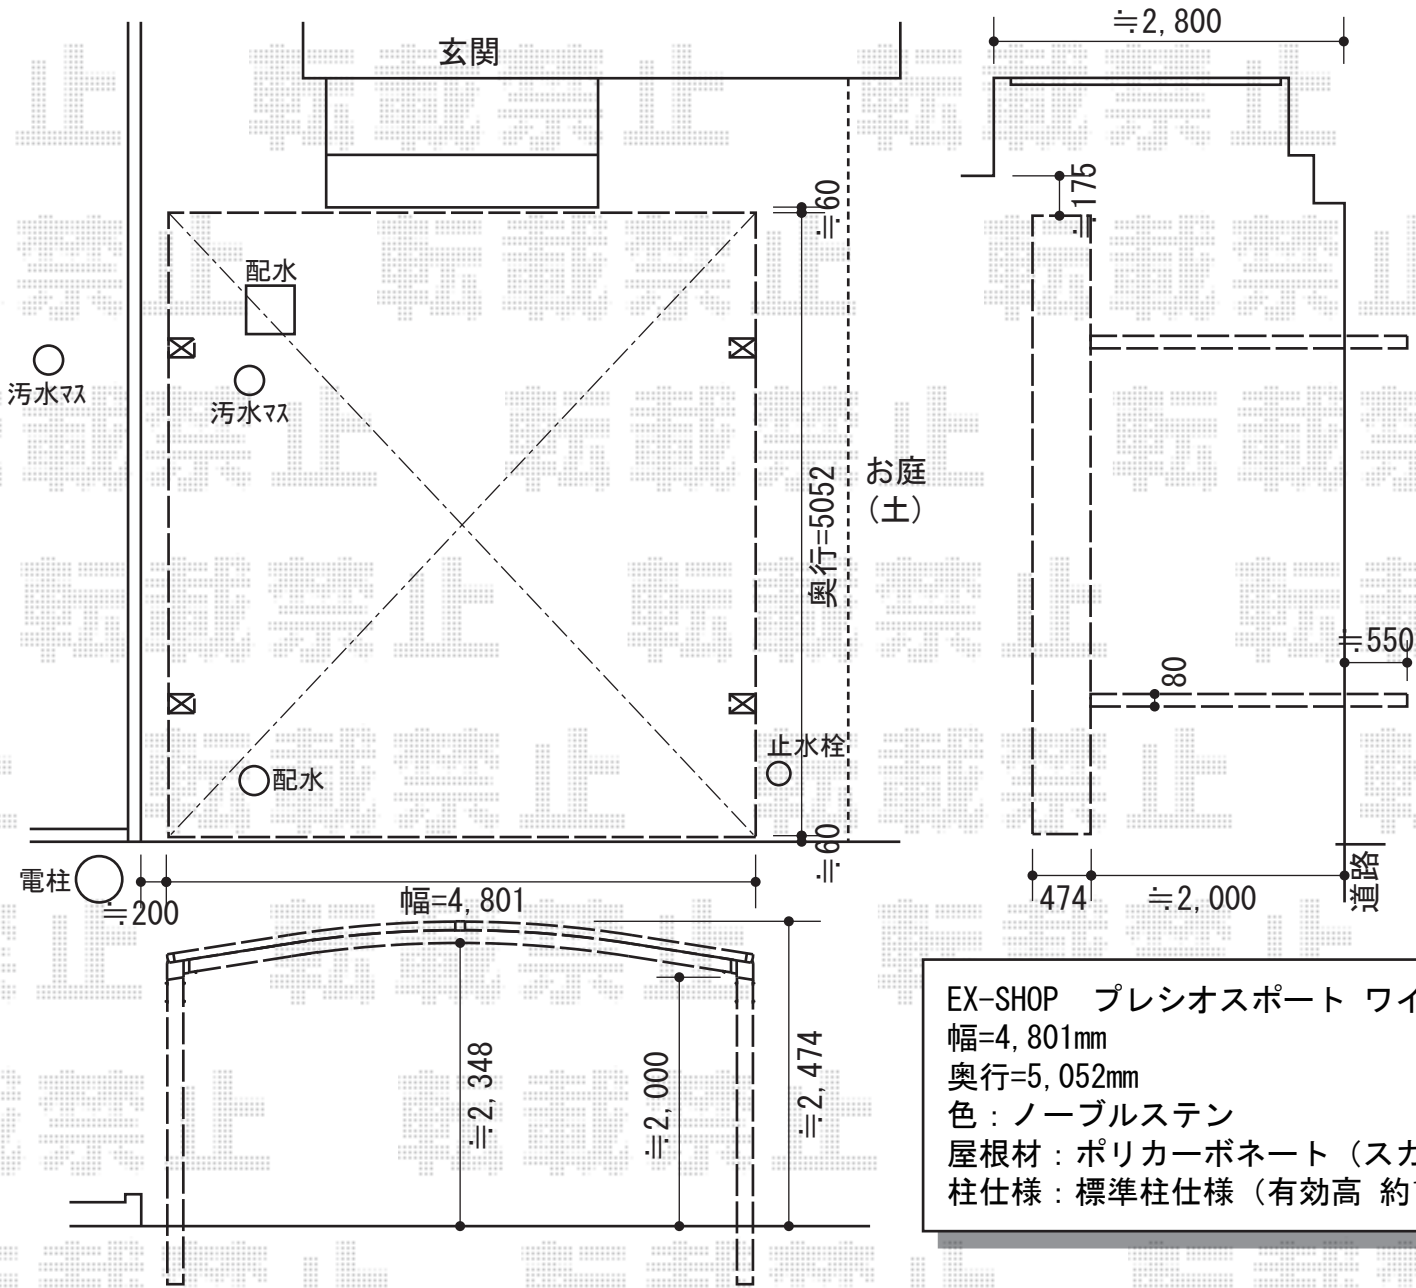 玄関
≒2,800
≒60
≒175
配水
汚水ﾏｽ
汚水ﾏｽ
お庭
(土)
奥行=5052
≒550
80
止水栓
配水
≒60
電柱
≒200
幅=4,801
474
≒2,000
道路
≒2,348
≒2,000
≒2,474
EX-SHOP プレシオスポート ワイ
幅=4,801mm
奥行=5,052mm
色：ノーブルステン
屋根材：ポリカーボネート（スカ
柱仕様：標準柱仕様（有効高 約
転載禁止